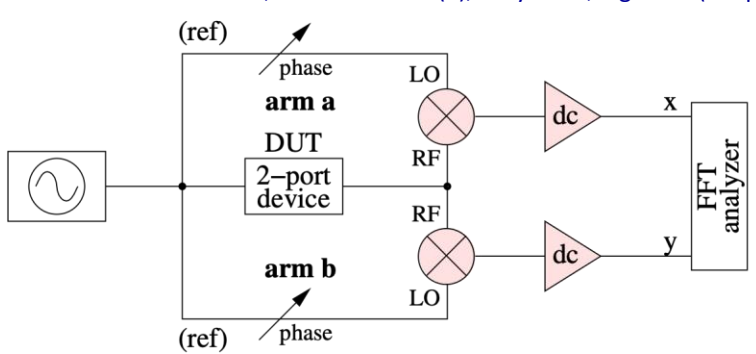 (ref)
phase
LO
arm a
dc
x
DUT
RF
2−port
device
FFT
analyzer
RF
arm b
dc
y
LO
(ref)
phase